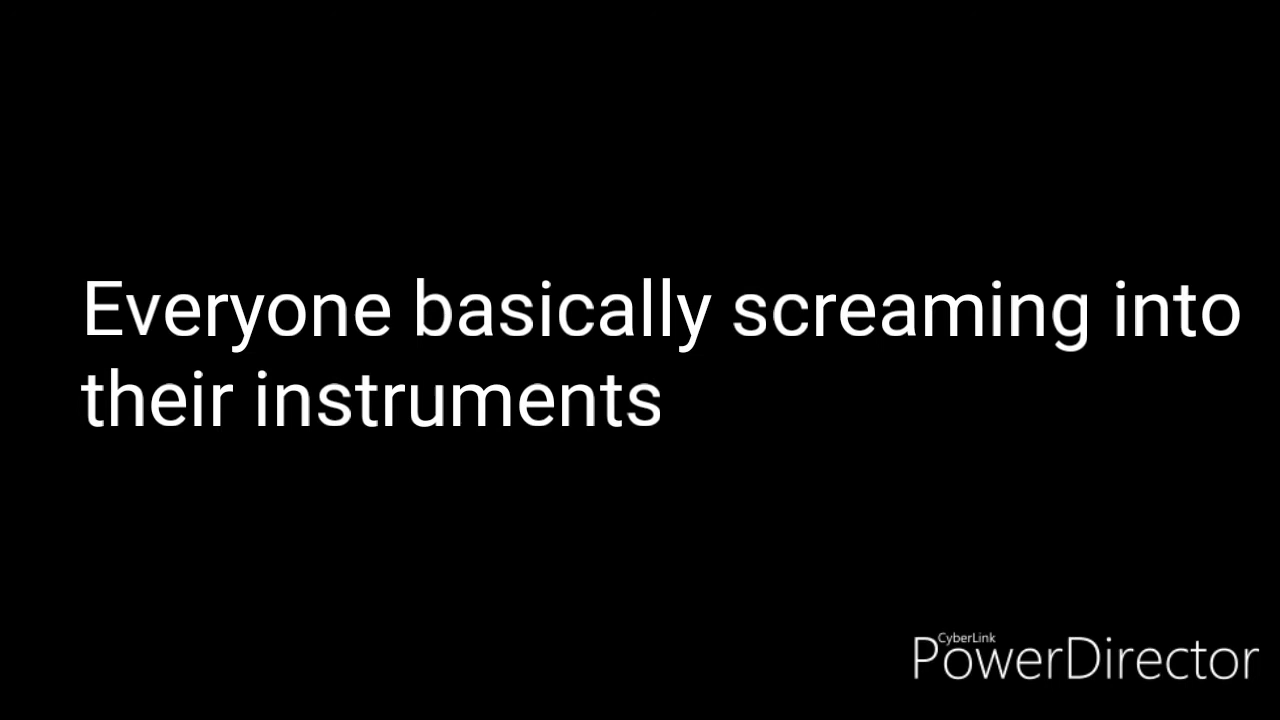 Everyone basically screaming into
their instruments
CyberLink
PowerDirector